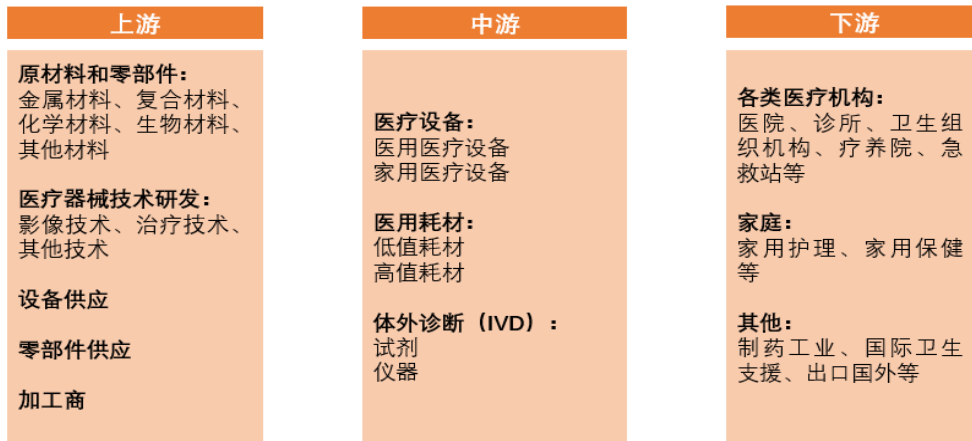 上游
原材料和零部件：
金属材料、复合材料、
化学材料、生物材料、
其他材料
医疗器械技术研发：
影像技术、治疗技术、
其他技术
设备供应
零部件供应
加工商
中游
医疗设备：
医用医疗设备
家用医疗设备
医用耗材：
低值耗材
高值耗材
体外诊断（IVD）：
试剂
仪器
下游
各类医疗机构：
医院、诊所、卫生组
织机构、疗养院、急
救站等
家庭：
家用护理、家用保健
等
其他：
制药工业、国际卫生
支援、出口国外等